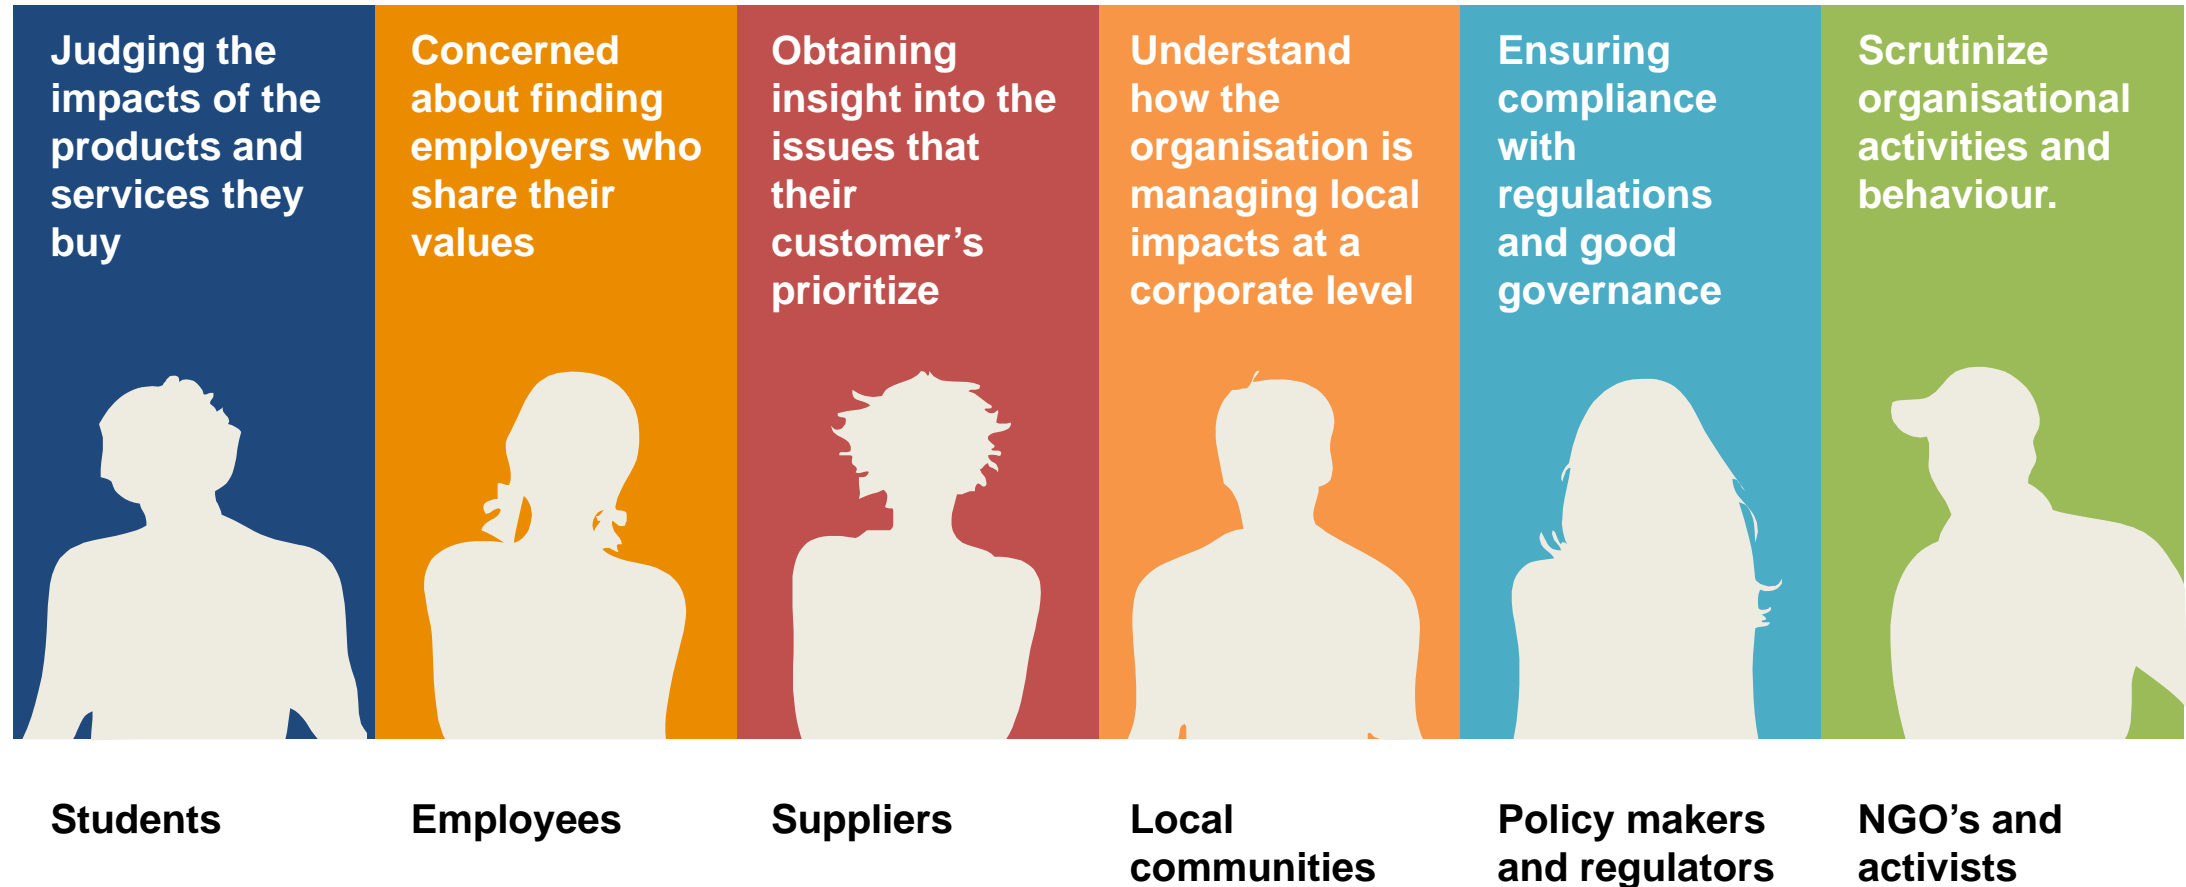 Judging the
impacts of the
products and
services they
buy
Concerned
about finding
employers who
share their
values
Obtaining
insight into the
issues that
their
customer’s
prioritize
Understand
how the
organisation is
managing local
impacts at a
corporate level
Ensuring
compliance
with
regulations
and good
governance
Scrutinize
organisational
activities and
behaviour.
Students
Employees
Suppliers
Local
communities
Policy makers
and regulators
NGO’s and
activists